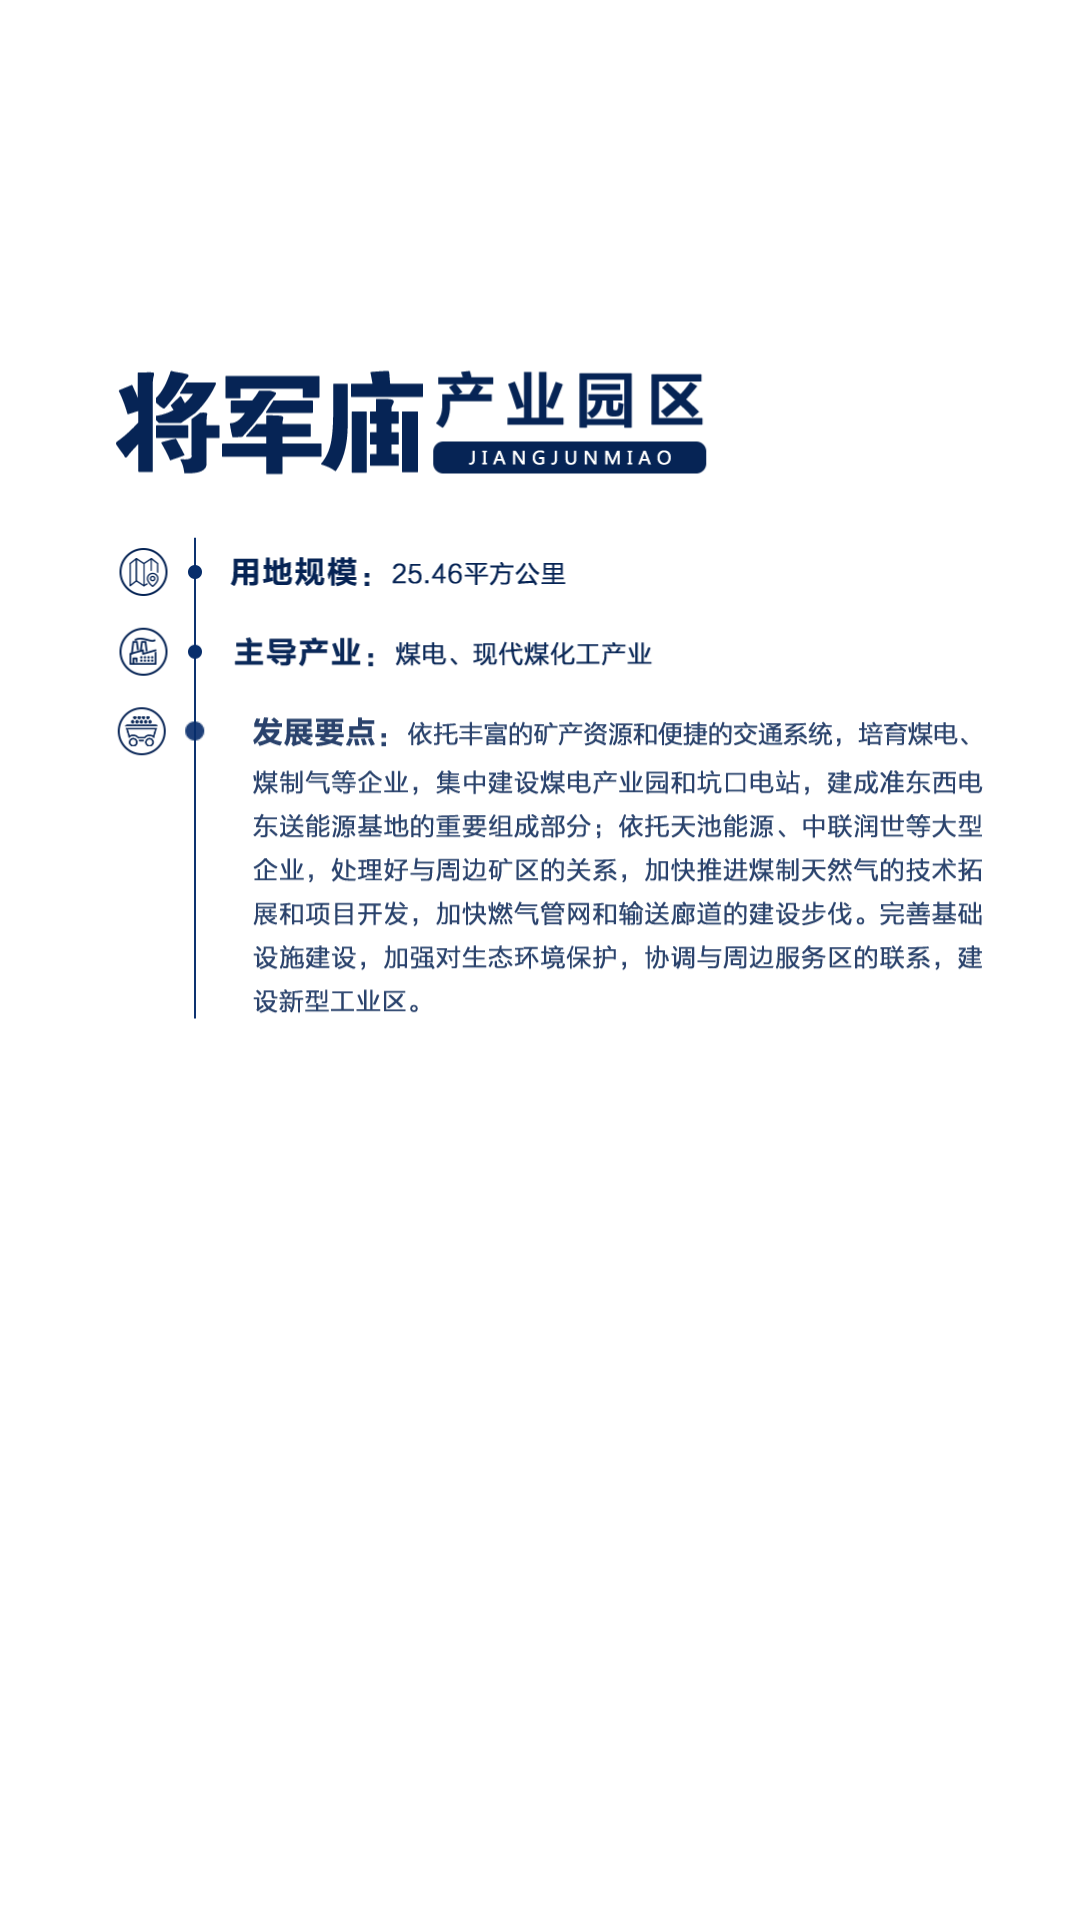 将军庙产业园区
JIANGJUNMIAO
用地规模：25.46平方公里
主导产业：煤电、现代煤化工产业
发展要点：依托丰富的矿产资源和便捷的交通系统，培育煤电、
煤制气等企业，集中建设煤电产业园和坑口电站，建成准东西电
东送能源基地的重要组成部分；依托天池能源、中联润世等大型
企业，处理好与周边矿区的关系，加快推进煤制天然气的技术拓
展和项目开发，加快燃气管网和输送廊道的建设步伐。完善基础
设施建设，加强对生态环境保护，协调与周边服务区的联系，建
设新型工业区。